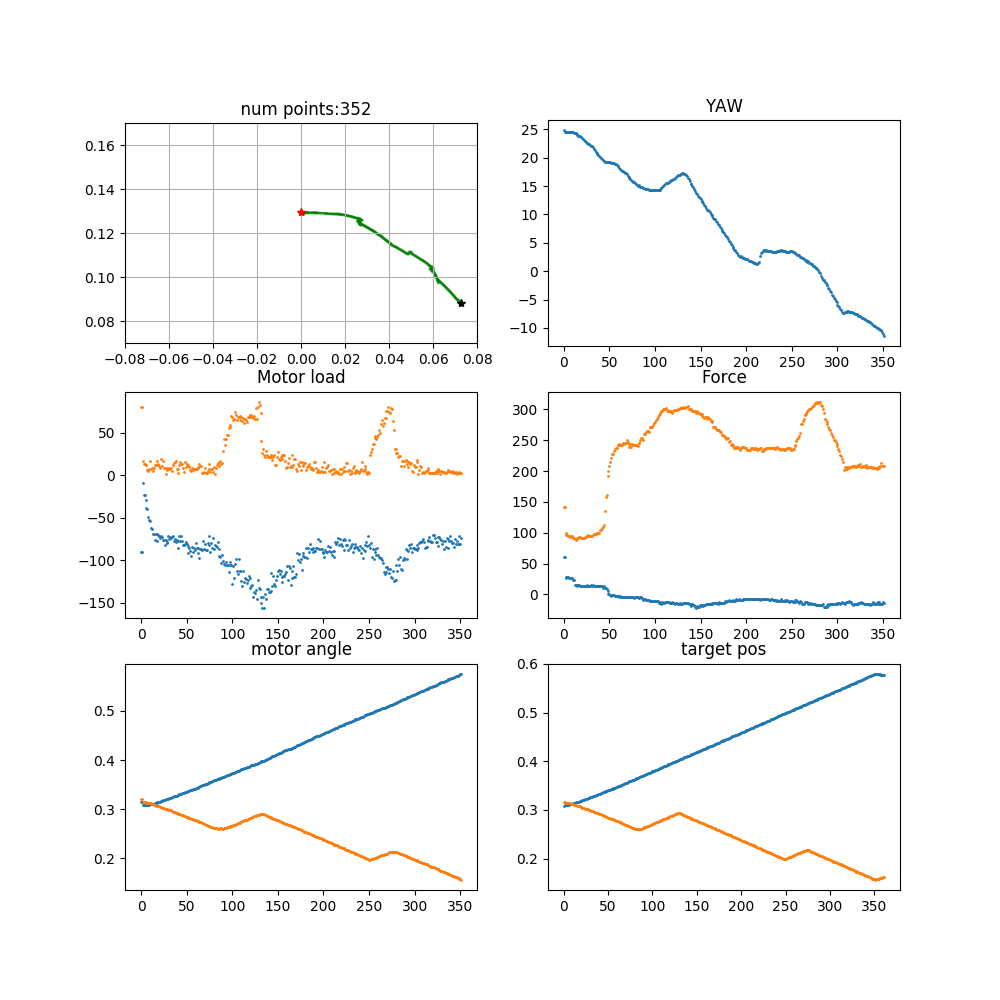 num points:352
0.16
0.14
0.12
0.10
0.08
−0.08 −0.06 −0.04 −0.02 0.00 0.02 0.04 0.06 0.08
YAW
25
20
15
10
5
0
−5
−10
0 50 100 150 200 250 300 350
Motor load
50
0
−50
−100
−150
0 50 100 150 200 250 300 350
Force
300
250
200
150
100
50
0
0 50 100 150 200 250 300 350
motor angle
0.5
0.4
0.3
0.2
0 50 100 150 200 250 300 350
target pos
0.6
0.5
0.4
0.3
0.2
0 50 100 150 200 250 300 350